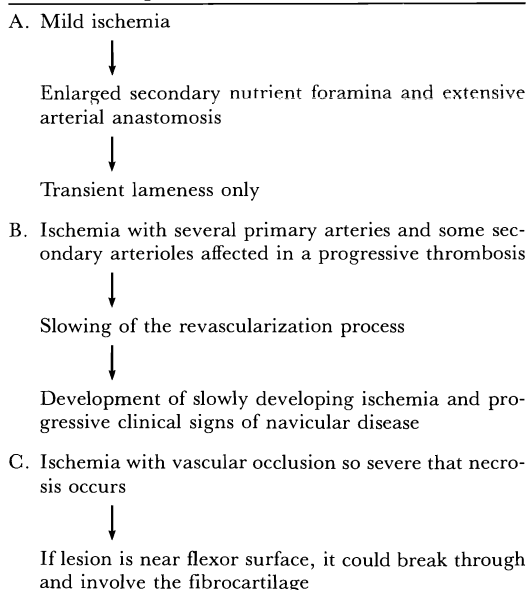 A. Mild ischemia
Enlarged secondary nutrient foramina and extensive
arterial anastomosis
Transient lameness only
B. Ischemia with several primary arteries and some sec-
ondary arterioles affected in a progressive thrombosis
Slowing of the revascularization process
Development of slowly developing ischemia and pro-
gressive clinical signs of navicular disease
C. Ischemia with vascular occlusion so severe that necro-
sis occurs
If lesion is near flexor surface, it could break through
and involve the fibrocartilage